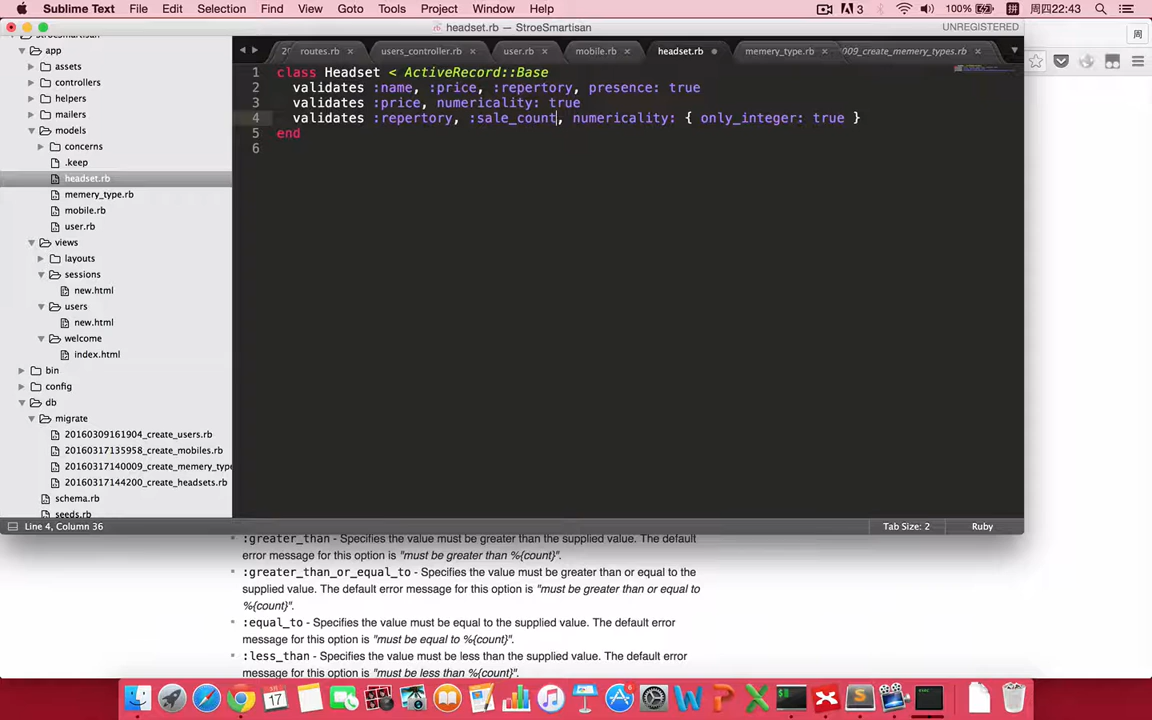 Sublime Text File Edit Selection Find View Goto Tools Project Window Help 3 100% 拼 周四22:43
headset.rb — StroeSmartisan UNREGISTERED
周
StroeSmartisan
routes.rb × users_controller.rb × user.rb × mobile.rb × headset.rb memery_type.rb × 009_create_memery_types.rb ×
app
assets
controllers
helpers
mailers
models
concerns
.keep
headset.rb
memery_type.rb
mobile.rb
user.rb
views
layouts
sessions
new.html
users
new.html
welcome
index.html
bin
config
db
migrate
20160309161904_create_users.rb
20160317135958_create_mobiles.rb
20160317140009_create_memery_type
20160317144200_create_headsets.rb
schema.rb
seeds.rb
1 class Headset < ActiveRecord::Base
2 validates :name, :price, :repertory, presence: true
3 validates :price, numericality: true
4 validates :repertory, :sale_count, numericality: { only_integer: true }
5 end
6
Line 4, Column 36 Tab Size: 2 Ruby
:greater_than - Specifies the value must be greater than the supplied value. The default
error message for this option is "must be greater than %{count}".
:greater_than_or_equal_to - Specifies the value must be greater than or equal to the
supplied value. The default error message for this option is "must be greater than or equal to
%{count}".
:equal_to - Specifies the value must be equal to the supplied value. The default error
message for this option is "must be equal to %{count}".
:less_than - Specifies the value must be less than the supplied value. The default error
message for this option is "must be less than %{count}".
17